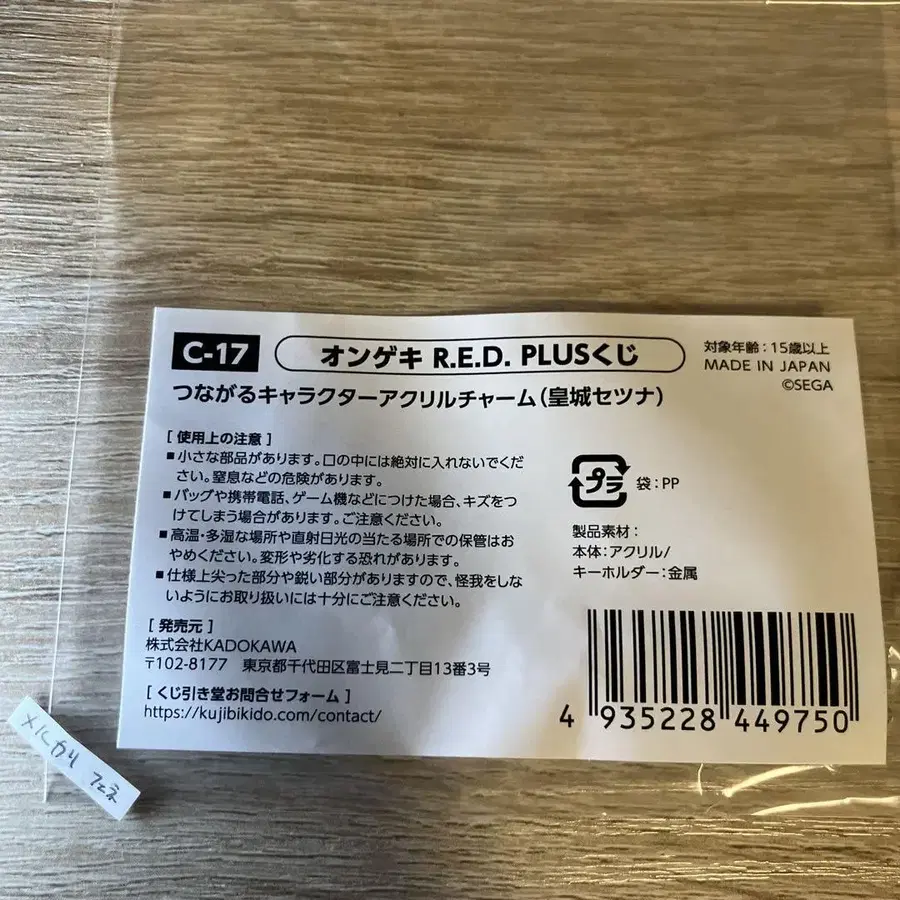 C-17 オンゲキ R.E.D. PLUSくじ
対象年齢：15歳以上
MADE IN JAPAN
©SEGA
つながるキャラクターアクリルチャーム（皇城セツナ）
[ 使用上の注意 ]
■小さな部品があります。口の中には絶対に入れないでくだ
さい。窒息などの危険があります。
■バッグや携帯電話、ゲーム機などにつけた場合、キズをつ
けてしまう場合があります。ご注意ください。
■高温・多湿な場所や直射日光の当たる場所での保管はお
やめください。変形や劣化する恐れがあります。
■仕様上尖った部分や鋭い部分がありますので、怪我をしな
いようにお取り扱いには十分にご注意ください。
プラ 袋：PP
製品素材：
本体：アクリル/
キーホルダー：金属
[ 発売元 ]
株式会社KADOKAWA
〒102-8177 東京都千代田区富士見二丁目13番3号
[ くじ引き堂お問合せフォーム ]
https://kujibikido.com/contact/
4 935228 449750
メルカリ フェネ